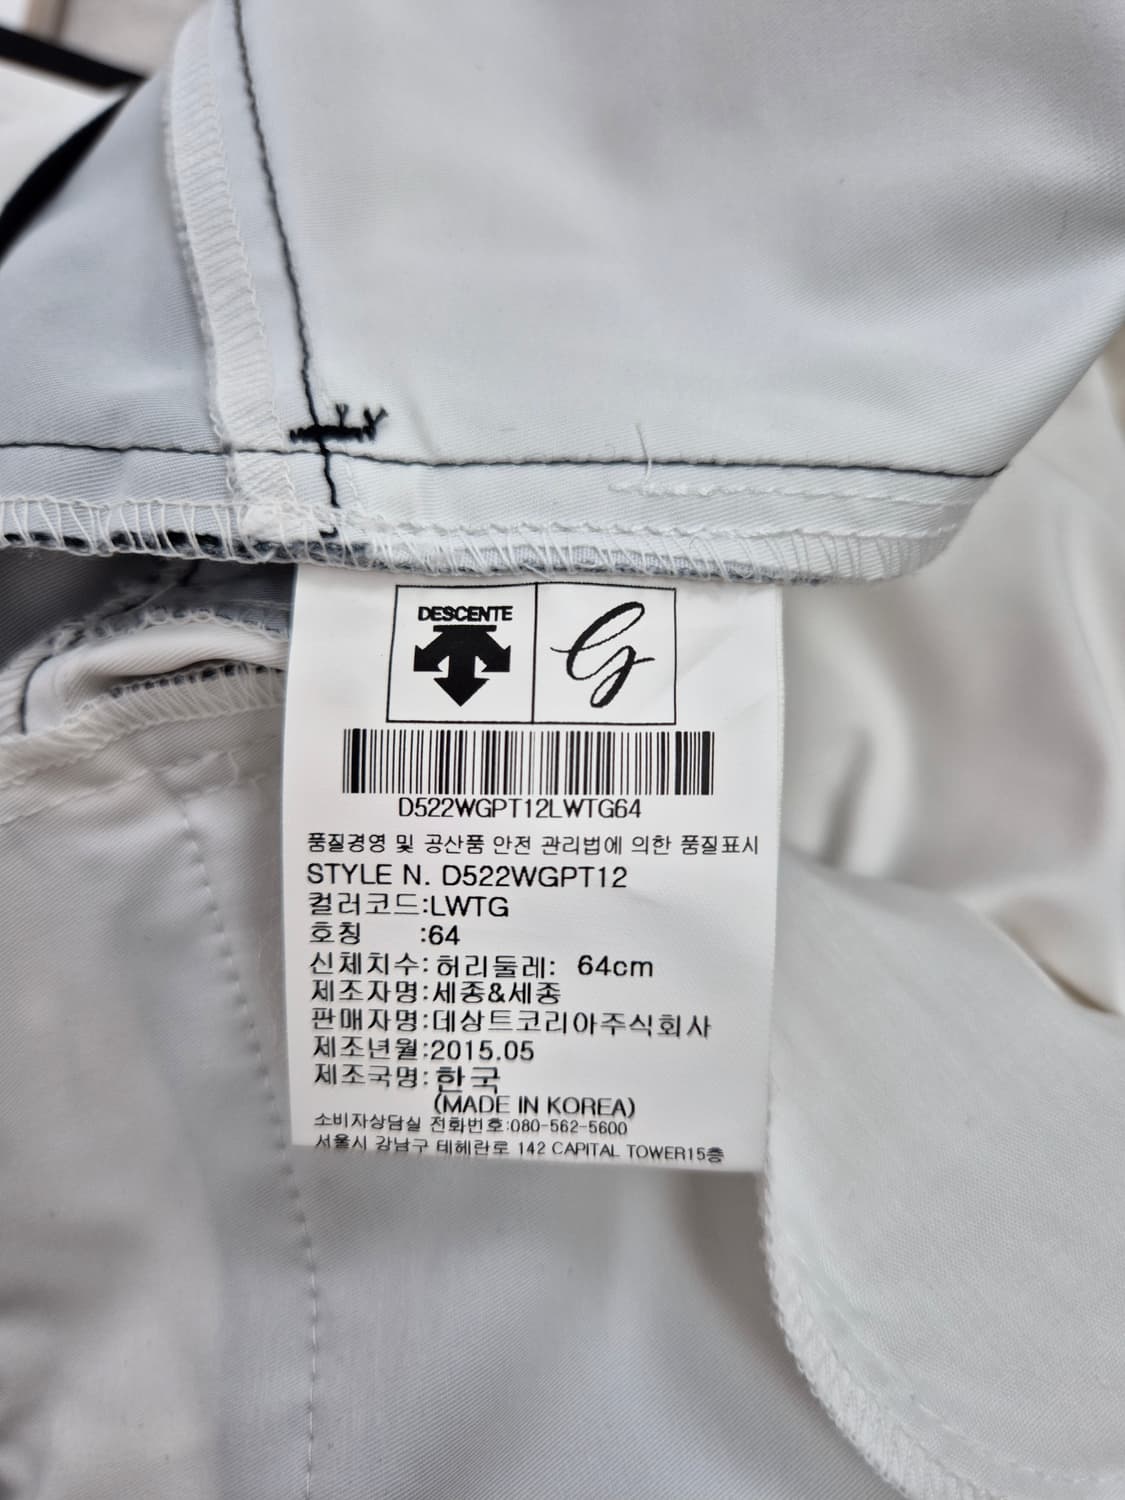 DESCENTE
G
D522WGPT12LWTG64
품질경영 및 공산품 안전 관리법에 의한 품질표시
STYLE N. D522WGPT12
컬러코드:LWTG
호칭 :64
신체치수:허리둘레: 64cm
제조자명:세종&세종
판매자명:데상트코리아주식회사
제조년월:2015.05
제조국명:한국
(MADE IN KOREA)
소비자상담실 전화번호:080-562-5600
서울시 강남구 테헤란로 142 CAPITAL TOWER15층